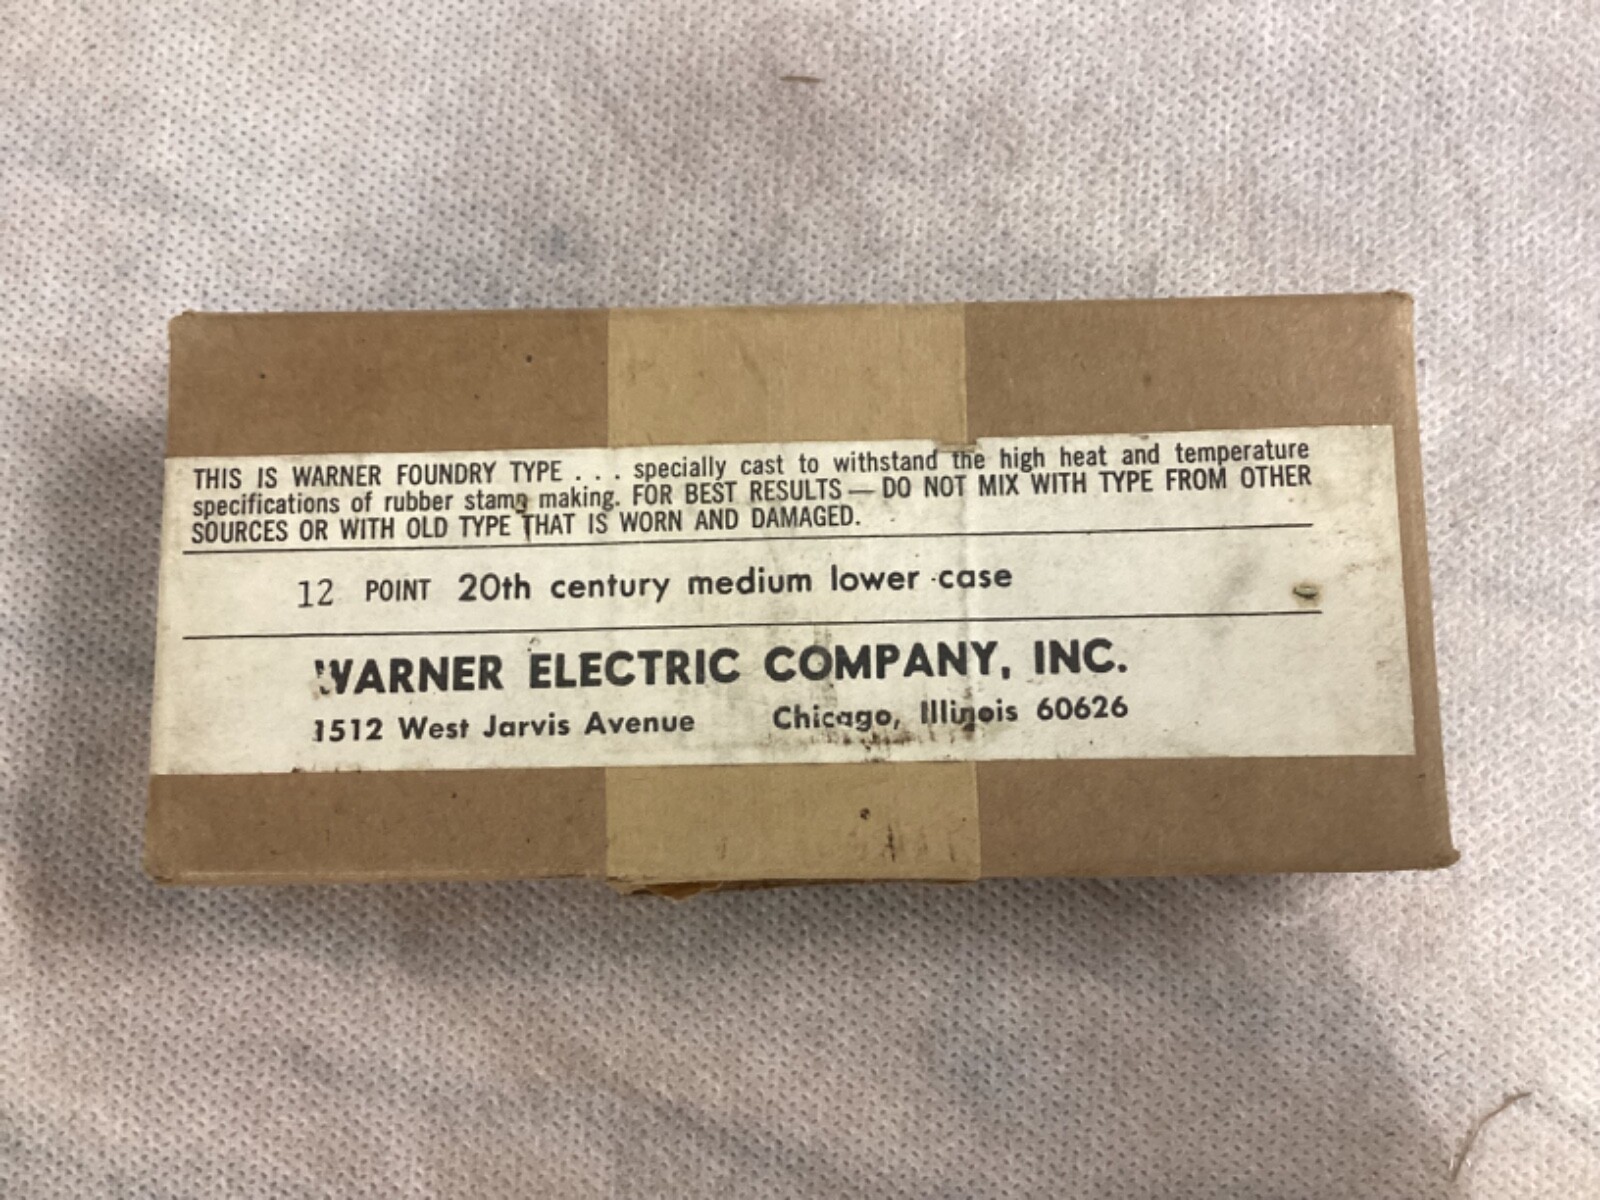 THIS IS WARNER FOUNDRY TYPE . . . specially cast to withstand the high heat and temperature
specifications of rubber stamp making. FOR BEST RESULTS — DO NOT MIX WITH TYPE FROM OTHER
SOURCES OR WITH OLD TYPE THAT IS WORN AND DAMAGED.
12 POINT 20th century medium lower case
WARNER ELECTRIC COMPANY, INC.
1512 West Jarvis Avenue Chicago, Illinois 60626